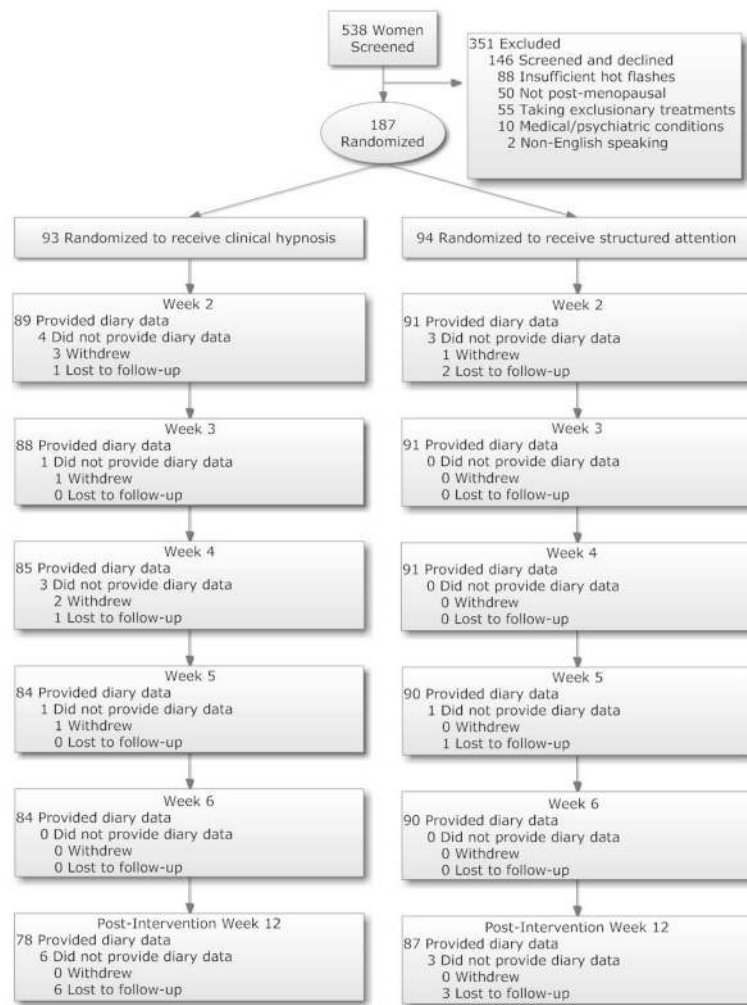 538 Women
Screened
351 Excluded
146 Screened and declined
88 Insufficient hot flashes
50 Not post-menopausal
55 Taking exclusionary treatments
10 Medical/psychiatric conditions
2 Non-English speaking
187
Randomized
93 Randomized to receive clinical hypnosis
94 Randomized to receive structured attention
Week 2
89 Provided diary data
4 Did not provide diary data
3 Withdrew
1 Lost to follow-up
Week 2
91 Provided diary data
3 Did not provide diary data
1 Withdrew
2 Lost to follow-up
Week 3
88 Provided diary data
1 Did not provide diary data
1 Withdrew
0 Lost to follow-up
Week 3
91 Provided diary data
0 Did not provide diary data
0 Withdrew
0 Lost to follow-up
Week 4
85 Provided diary data
3 Did not provide diary data
2 Withdrew
1 Lost to follow-up
Week 4
91 Provided diary data
0 Did not provide diary data
0 Withdrew
0 Lost to follow-up
Week 5
84 Provided diary data
1 Did not provide diary data
1 Withdrew
0 Lost to follow-up
Week 5
90 Provided diary data
1 Did not provide diary data
0 Withdrew
1 Lost to follow-up
Week 6
84 Provided diary data
0 Did not provide diary data
0 Withdrew
0 Lost to follow-up
Week 6
90 Provided diary data
0 Did not provide diary data
0 Withdrew
0 Lost to follow-up
Post-Intervention Week 12
78 Provided diary data
6 Did not provide diary data
0 Withdrew
6 Lost to follow-up
Post-Intervention Week 12
87 Provided diary data
3 Did not provide diary data
0 Withdrew
3 Lost to follow-up